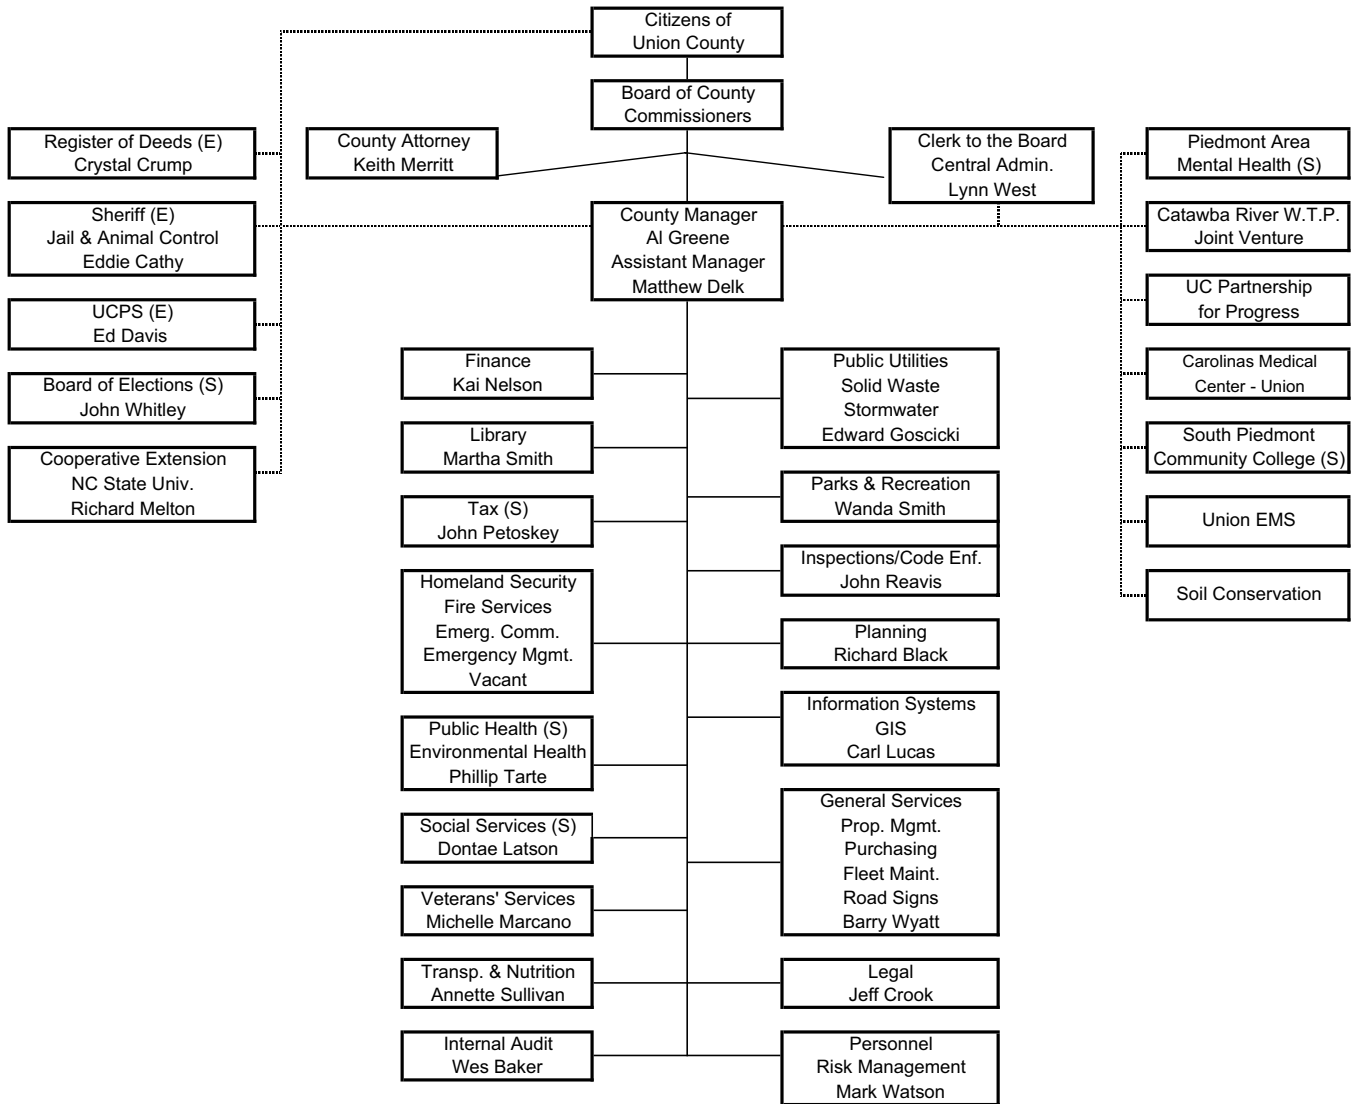 Citizens of
Union County
Board of County
Commissioners
Register of Deeds (E)
Crystal Crump
County Attorney
Keith Merritt
Clerk to the Board
Central Admin.
Lynn West
Piedmont Area
Mental Health (S)
Sheriff (E)
Jail & Animal Control
Eddie Cathy
County Manager
Al Greene
Assistant Manager
Matthew Delk
Catawba River W.T.P.
Joint Venture
UCPS (E)
Ed Davis
UC Partnership
for Progress
Board of Elections (S)
John Whitley
Finance
Kai Nelson
Public Utilities
Solid Waste
Stormwater
Edward Goscicki
Carolinas Medical
Center - Union
Cooperative Extension
NC State Univ.
Richard Melton
Library
Martha Smith
South Piedmont
Community College (S)
Parks & Recreation
Wanda Smith
Tax (S)
John Petoskey
Union EMS
Inspections/Code Enf.
John Reavis
Homeland Security
Fire Services
Emerg. Comm.
Emergency Mgmt.
Vacant
Soil Conservation
Planning
Richard Black
Information Systems
GIS
Carl Lucas
Public Health (S)
Environmental Health
Phillip Tarte
General Services
Prop. Mgmt.
Purchasing
Fleet Maint.
Road Signs
Barry Wyatt
Social Services (S)
Dontae Latson
Veterans' Services
Michelle Marcano
Transp. & Nutrition
Annette Sullivan
Legal
Jeff Crook
Internal Audit
Wes Baker
Personnel
Risk Management
Mark Watson